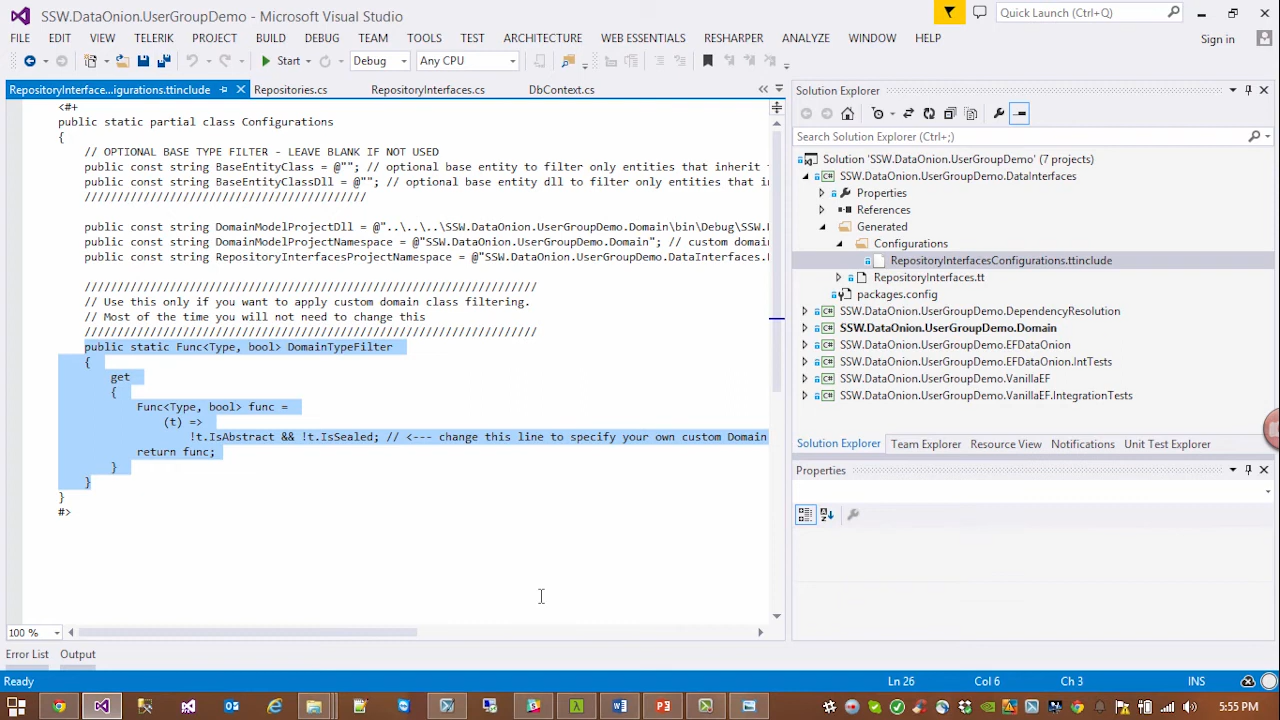 SSW.DataOnion.UserGroupDemo - Microsoft Visual Studio
Quick Launch (Ctrl+Q)
FILE EDIT VIEW TELERIK PROJECT BUILD DEBUG TEAM TOOLS TEST ARCHITECTURE WEB ESSENTIALS RESHARPER ANALYZE WINDOW HELP Sign in
Start Debug Any CPU
RepositoryInterface...igurations.ttinclude Repositories.cs RepositoryInterfaces.cs DbContext.cs
<#+
public static partial class Configurations
{
// OPTIONAL BASE TYPE FILTER - LEAVE BLANK IF NOT USED
public const string BaseEntityClass = @""; // optional base entity to filter only entities that inherit
public const string BaseEntityClassDll = @""; // optional base entity dll to filter only entities that in
///////////////////////////////////////////
public const string DomainModelProjectDll = @"..\..\..\SSW.DataOnion.UserGroupDemo.Domain\bin\Debug\SSW.
public const string DomainModelProjectNamespace = @"SSW.DataOnion.UserGroupDemo.Domain"; // custom domai
public const string RepositoryInterfacesProjectNamespace = @"SSW.DataOnion.UserGroupDemo.DataInterfaces.
/////////////////////////////////////////////////////////////////////
// Use this only if you want to apply custom domain class filtering.
// Most of the time you will not need to change this
/////////////////////////////////////////////////////////////////////
public static Func<Type, bool> DomainTypeFilter
{
get
{
Func<Type, bool> func =
(t) =>
!t.IsAbstract && !t.IsSealed; // <--- change this line to specify your own custom Domain
return func;
}
}
}
#>
100 %
Error List Output
Solution Explorer
Search Solution Explorer (Ctrl+;)
Solution 'SSW.DataOnion.UserGroupDemo' (7 projects)
SSW.DataOnion.UserGroupDemo.DataInterfaces
Properties
References
Generated
Configurations
RepositoryInterfacesConfigurations.ttinclude
RepositoryInterfaces.tt
packages.config
SSW.DataOnion.UserGroupDemo.DependencyResolution
SSW.DataOnion.UserGroupDemo.Domain
SSW.DataOnion.UserGroupDemo.EFDataOnion
SSW.DataOnion.UserGroupDemo.EFDataOnion.IntTests
SSW.DataOnion.UserGroupDemo.VanillaEF
SSW.DataOnion.UserGroupDemo.VanillaEF.IntegrationTests
Solution Explorer Team Explorer Resource View Notifications Unit Test Explorer
Properties
Ready Ln 26 Col 6 Ch 3 INS
5:55 PM